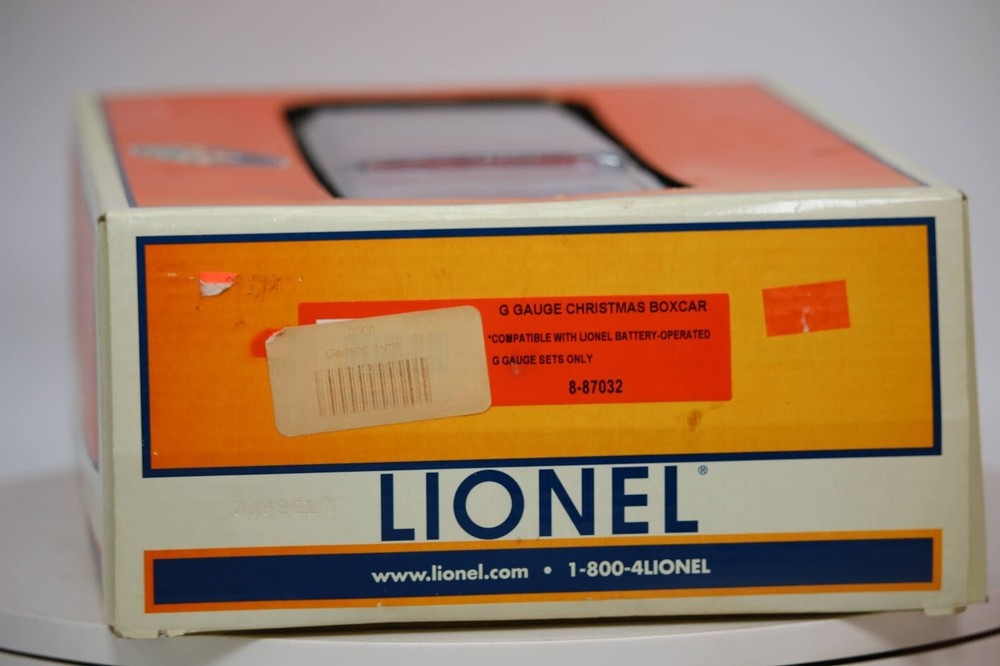 G GAUGE CHRISTMAS BOXCAR
*COMPATIBLE WITH LIONEL BATTERY-OPERATED
G GAUGE SETS ONLY
8-87032
LIONEL®
www.lionel.com • 1-800-4LIONEL